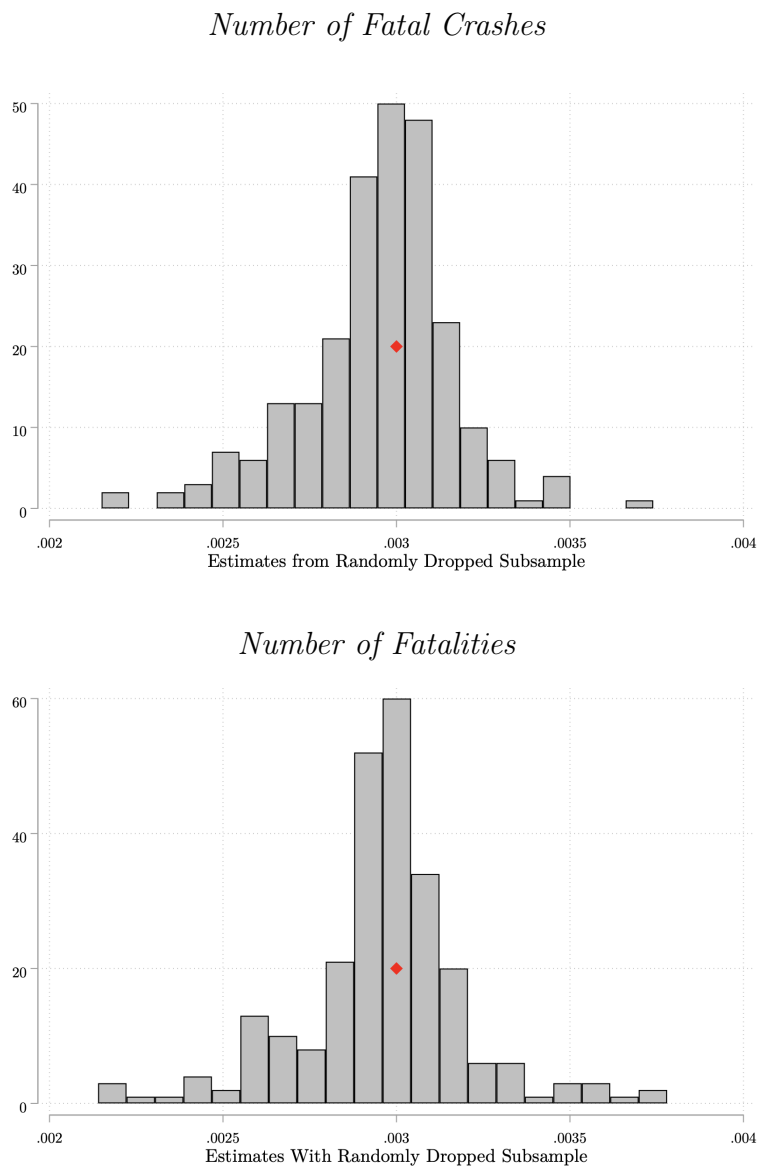 Number of Fatal Crashes
50
40
30
20
10
0
.002 .0025 .003 .0035 .004
Estimates from Randomly Dropped Subsample
Number of Fatalities
60
40
20
0
.002 .0025 .003 .0035 .004
Estimates With Randomly Dropped Subsample